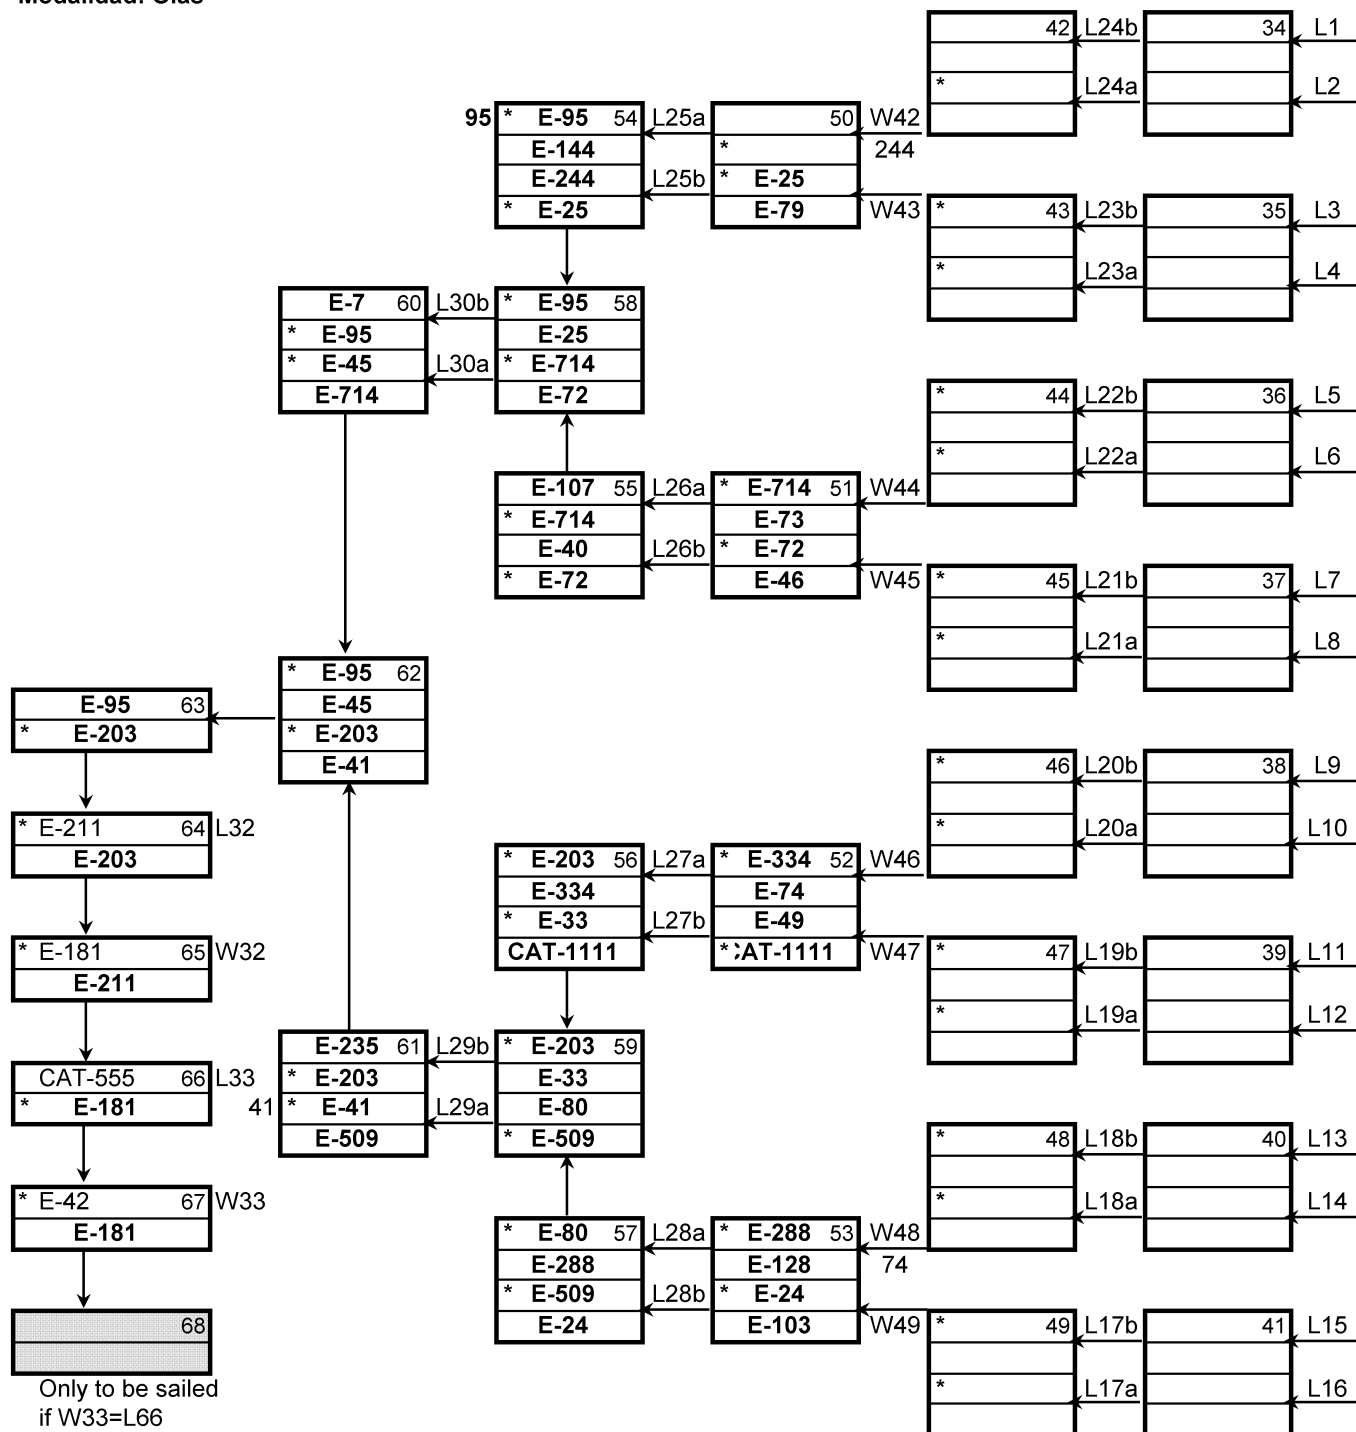 42 L24b 34 L1
* L24a L2
95 * E-95 54 L25a 50 W42
E-144 * 244
E-244 L25b * E-25
* E-25 E-79 W43 * 43 L23b 35 L3
* L23a L4
E-7 60 L30b * E-95 58
* E-95 E-25
* E-45 L30a * E-714
E-714 E-72
* 44 L22b 36 L5
* L22a L6
E-107 55 L26a * E-714 51 W44
* E-714 E-73
E-40 L26b * E-72
* E-72 E-46 W45 * 45 L21b 37 L7
* L21a L8
* E-95 62
E-95 63 E-45
* E-203 * E-203
E-41
* 46 L20b 38 L9
* E-211 64 L32 * L20a L10
E-203 * E-203 56 L27a * E-334 52 W46
E-334 E-74
* E-33 L27b E-49
* E-181 65 W32 CAT-1111 * CAT-1111 W47 * 47 L19b 39 L11
E-211
* L19a L12
E-235 61 L29b * E-203 59
CAT-555 66 L33 * E-203 E-33
* E-181 41 * E-41 L29a E-80
E-509 * E-509
* 48 L18b 40 L13
* E-42 67 W33 * L18a L14
E-181 * E-80 57 L28a * E-288 53 W48
E-288 E-128 74
* E-509 L28b * E-24
68 E-24 E-103 W49 * 49 L17b 41 L15
Only to be sailed * L17a L16
if W33=L66